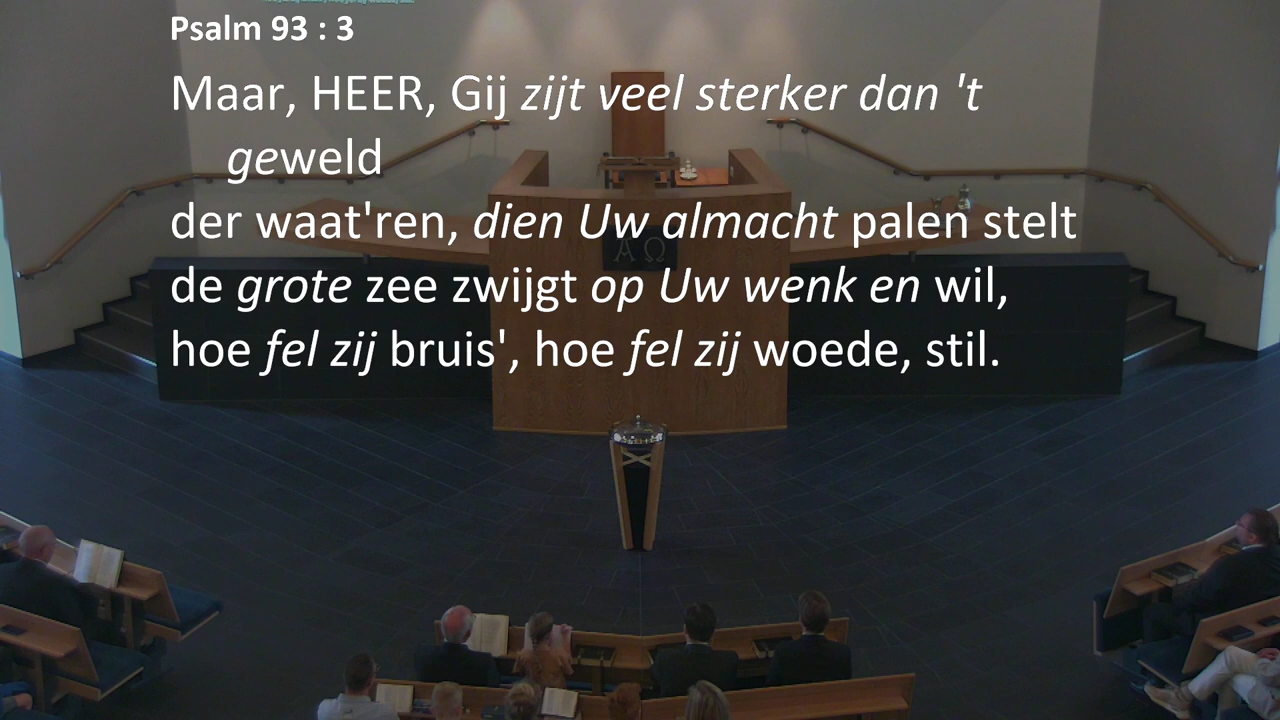 Psalm 93 : 3
Maar, HEER, Gij zijt veel sterker dan 't
geweld
der waat'ren, dien Uw almacht palen stelt
de grote zee zwijgt op Uw wenk en wil,
hoe fel zij bruis', hoe fel zij woede, stil.
Α Ω